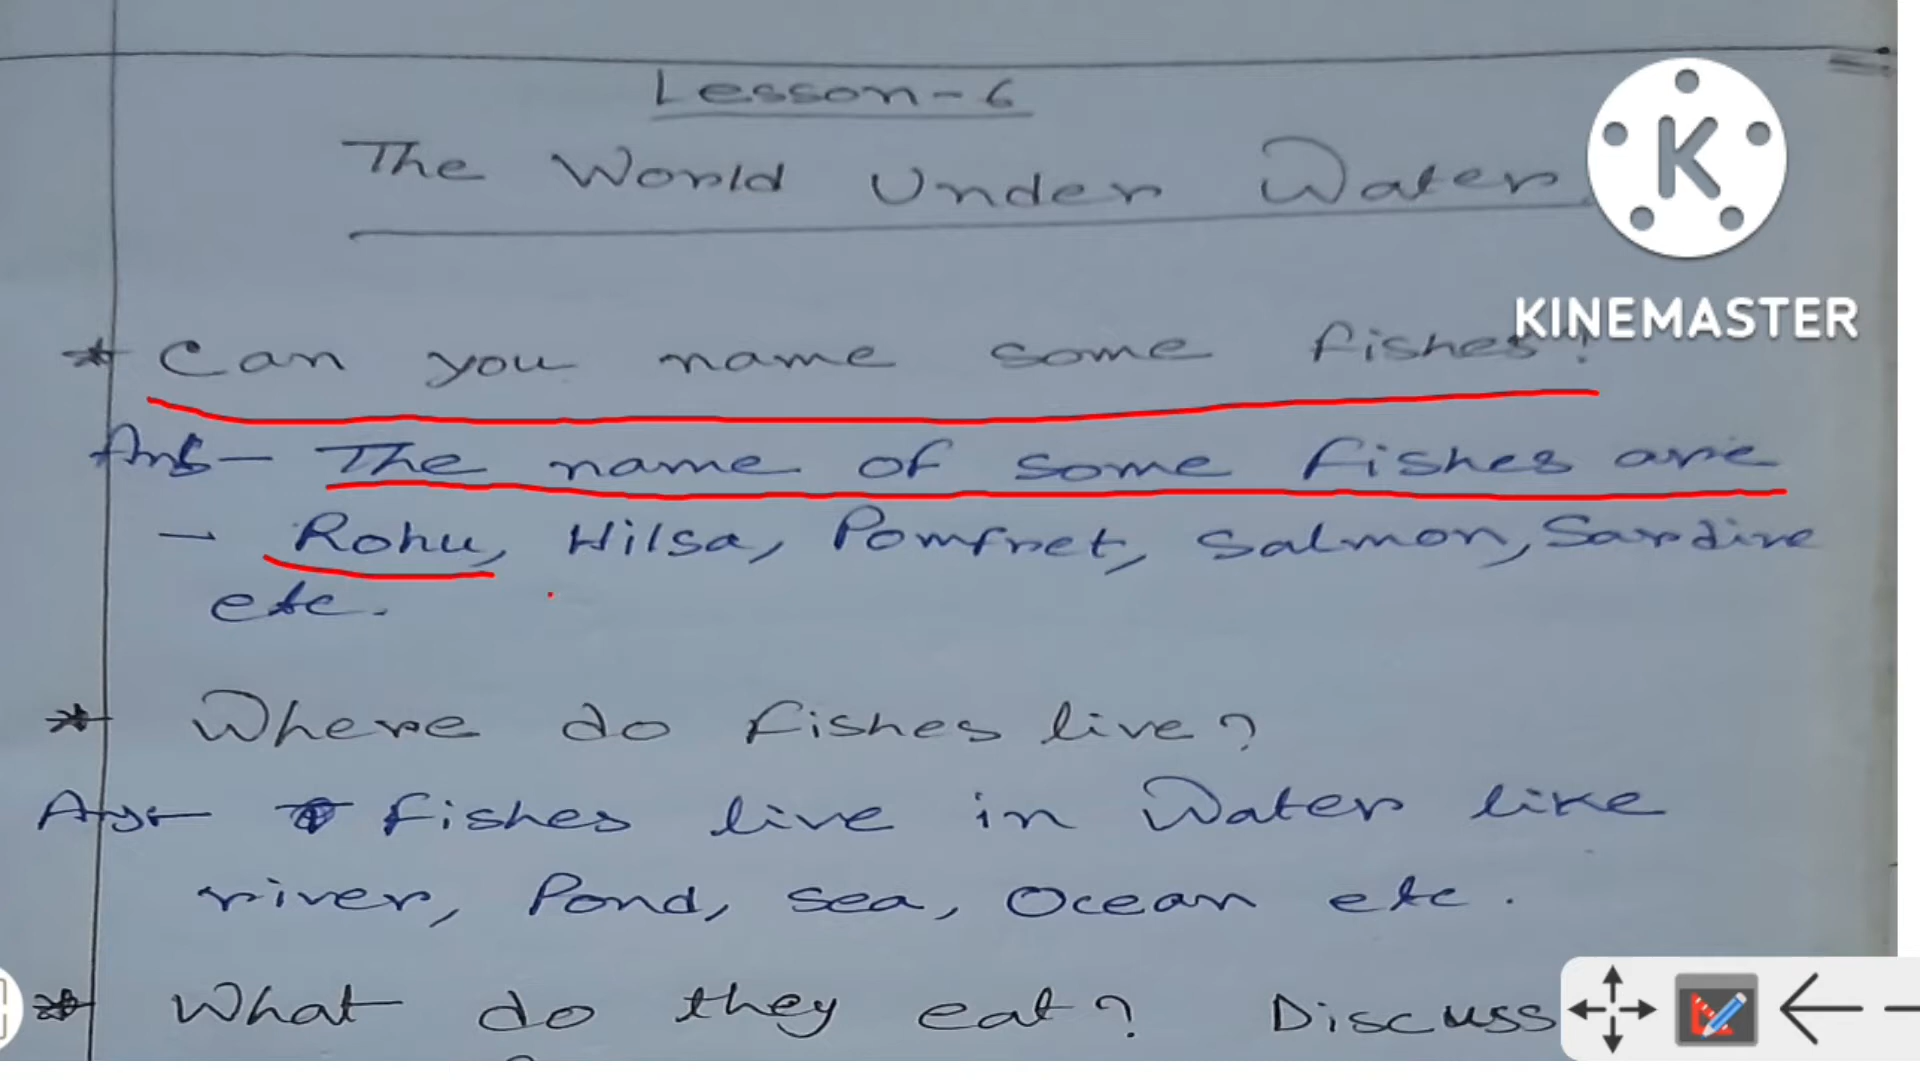 Lesson-6
The World Under Water
KINEMASTER
* Can you name some fishes?
Ans- The name of some fishes are
- Rohu, Hilsa, Pomfret, Salmon, Sardine
etc.
* Where do fishes live?
Ans- fishes live in Water like
river, Pond, sea, Ocean etc.
* What do they eat? Discuss